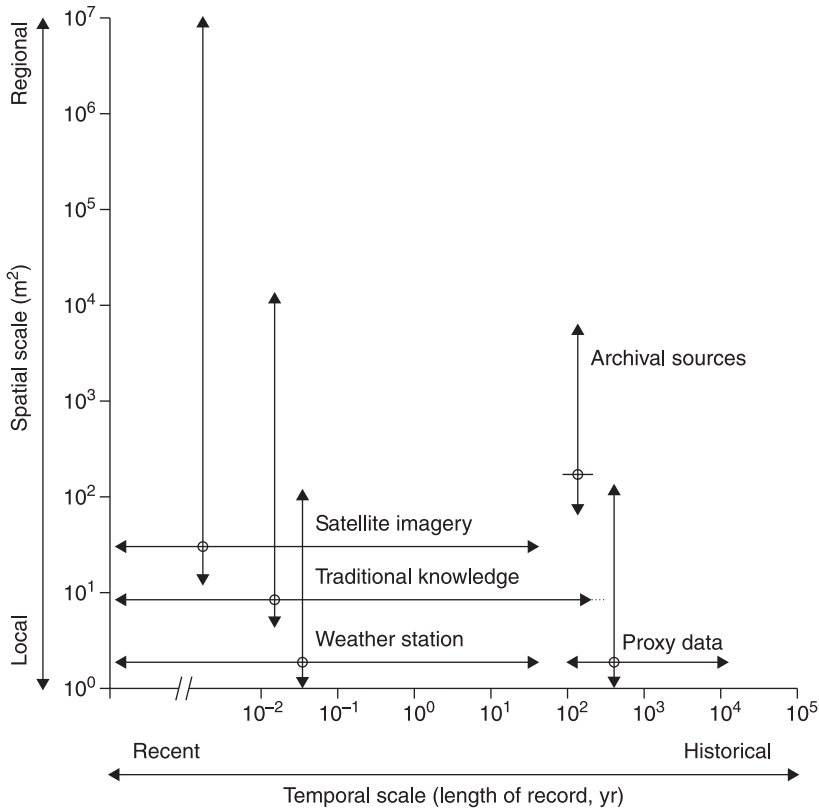 Regional
Spatial scale (m²)
Local
10⁷
10⁶
10⁵
10⁴
10³
10²
10¹
10⁰
Archival sources
Satellite imagery
Traditional knowledge
Weather station
Proxy data
10⁻² 10⁻¹ 10⁰ 10¹ 10² 10³ 10⁴ 10⁵
Recent Historical
Temporal scale (length of record, yr)